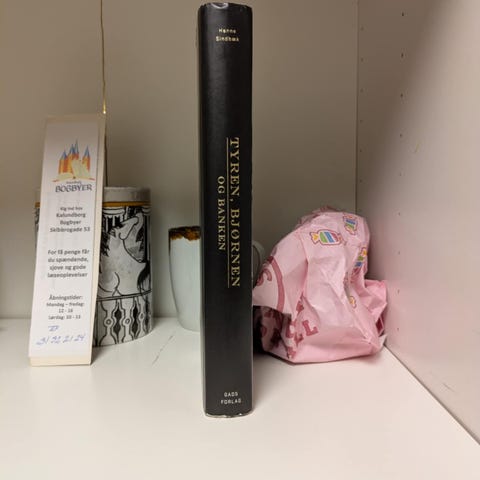 BOGBYER
Kig ind hos
Kalundborg
Bogbyer
Skibbrogade 53
For få penge får
du spændende,
sjove og gode
læseoplevelser
Åbningstider:
Mandag - fredag:
12 - 16
Lørdag: 10 - 13
Hanne
Sindbæk
TYREN, BJØRNEN
OG BANKEN
GADS
FORLAG